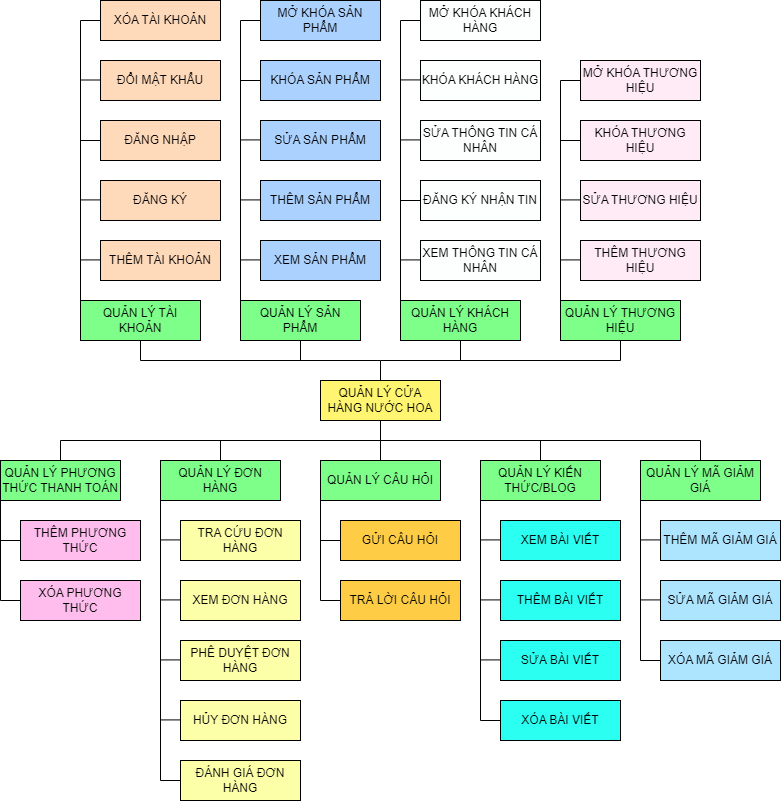 XÓA TÀI KHOẢN
ĐỔI MẬT KHẨU
ĐĂNG NHẬP
ĐĂNG KÝ
THÊM TÀI KHOẢN
QUẢN LÝ TÀI
KHOẢN
MỞ KHÓA SẢN
PHẨM
KHÓA SẢN PHẨM
SỬA SẢN PHẨM
THÊM SẢN PHẨM
XEM SẢN PHẨM
QUẢN LÝ SẢN
PHẨM
MỞ KHÓA KHÁCH
HÀNG
KHÓA KHÁCH HÀNG
SỬA THÔNG TIN CÁ
NHÂN
ĐĂNG KÝ NHẬN TIN
XEM THÔNG TIN CÁ
NHÂN
QUẢN LÝ KHÁCH
HÀNG
MỞ KHÓA THƯƠNG
HIỆU
KHÓA THƯƠNG
HIỆU
SỬA THƯƠNG HIỆU
THÊM THƯƠNG
HIỆU
QUẢN LÝ THƯƠNG
HIỆU
QUẢN LÝ CỬA
HÀNG NƯỚC HOA
QUẢN LÝ PHƯƠNG
THỨC THANH TOÁN
THÊM PHƯƠNG
THỨC
XÓA PHƯƠNG
THỨC
QUẢN LÝ ĐƠN
HÀNG
TRA CỨU ĐƠN
HÀNG
XEM ĐƠN HÀNG
PHÊ DUYỆT ĐƠN
HÀNG
HỦY ĐƠN HÀNG
ĐÁNH GIÁ ĐƠN
HÀNG
QUẢN LÝ CÂU HỎI
GỬI CÂU HỎI
TRẢ LỜI CÂU HỎI
QUẢN LÝ KIẾN
THỨC/BLOG
XEM BÀI VIẾT
THÊM BÀI VIẾT
SỬA BÀI VIẾT
XÓA BÀI VIẾT
QUẢN LÝ MÃ GIẢM
GIÁ
THÊM MÃ GIẢM GIÁ
SỬA MÃ GIẢM GIÁ
XÓA MÃ GIẢM GIÁ